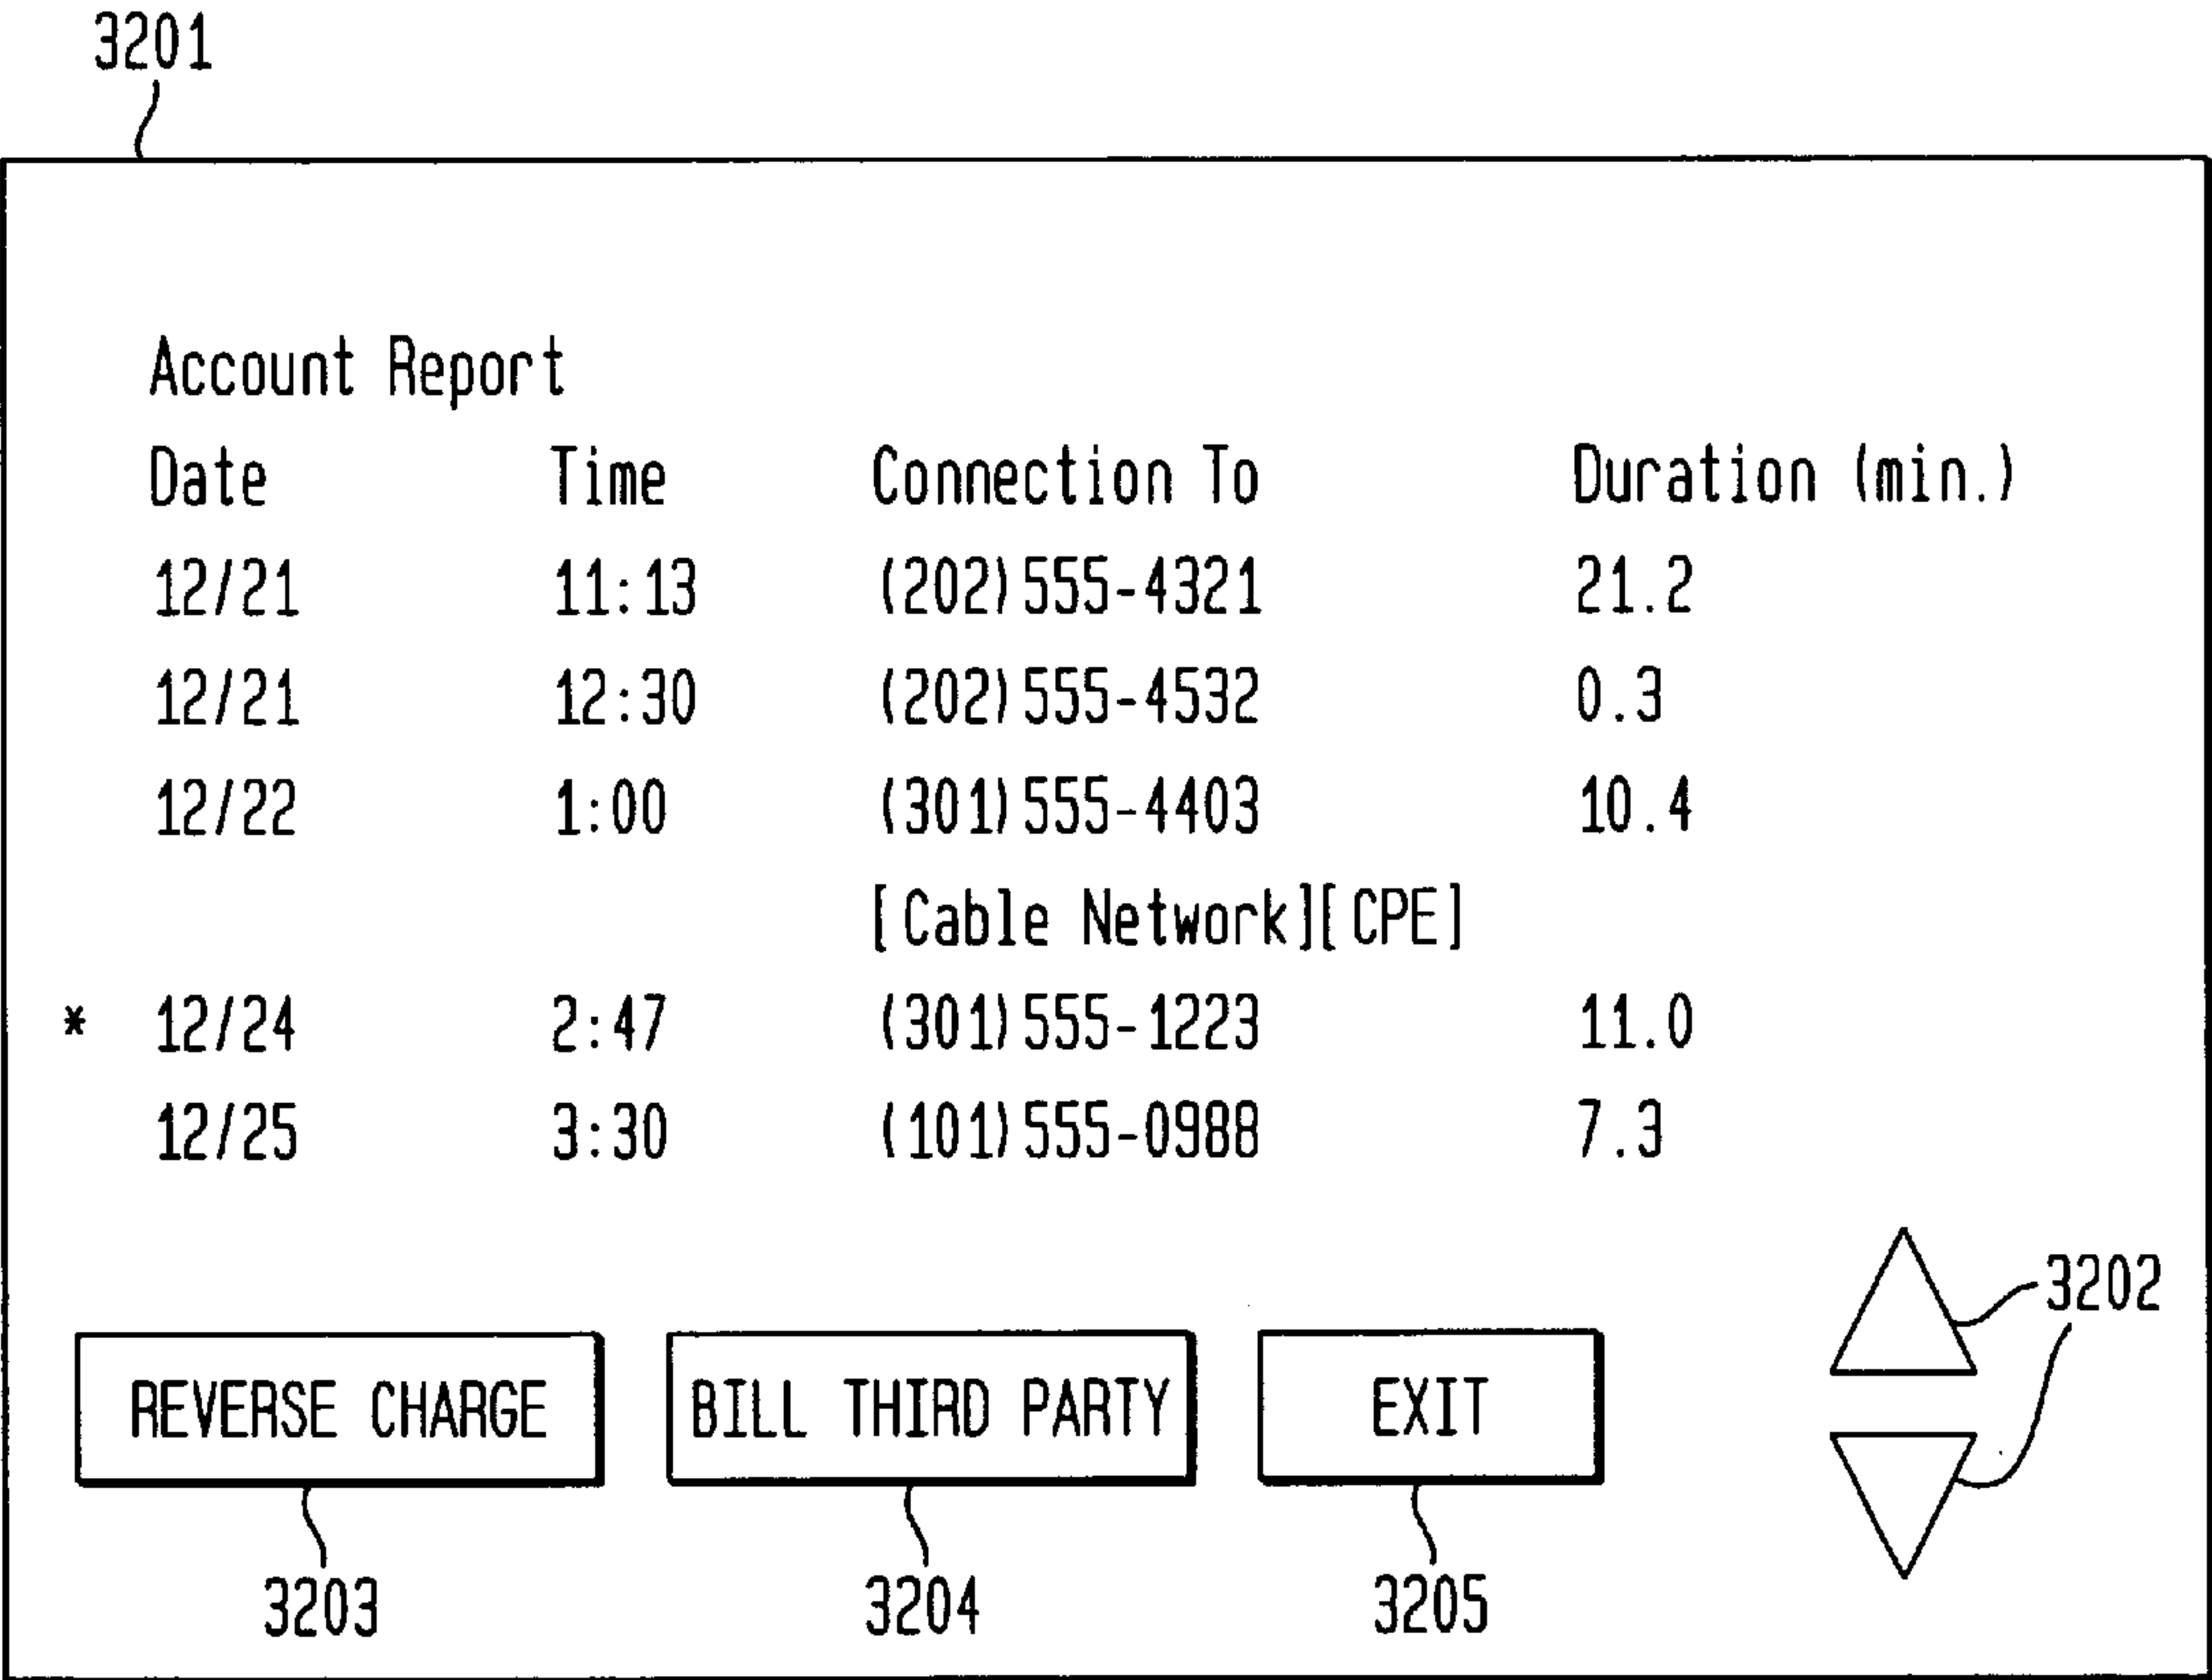 3201
Account Report
Date Time Connection To Duration (min.)
12/21 11:13 (202)555-4321 21.2
12/21 12:30 (202)555-4532 0.3
12/22 1:00 (301)555-4403 10.4
[Cable Network][CPE]
* 12/24 2:47 (301)555-1223 11.0
12/25 3:30 (101)555-0988 7.3
3202
REVERSE CHARGE BILL THIRD PARTY EXIT
3203 3204 3205